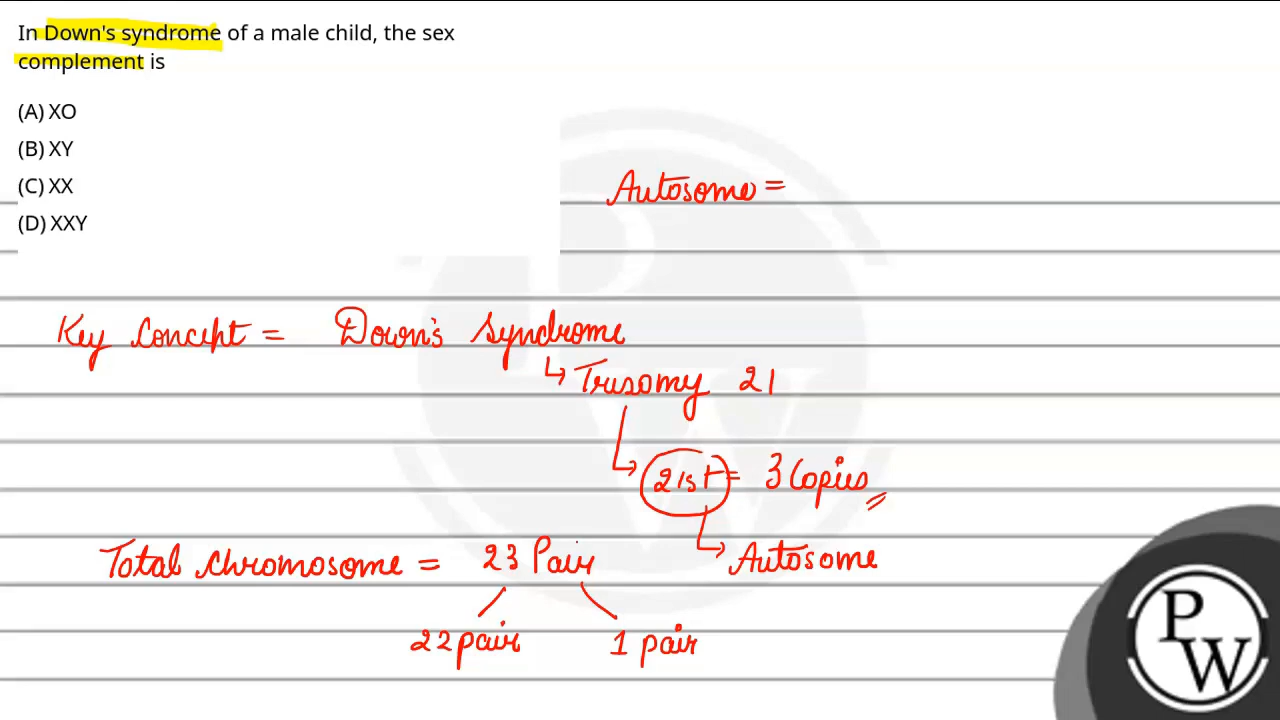 In Down's syndrome of a male child, the sex
complement is
(A) XO
(B) XY
(C) XX
(D) XXY
Autosome =
Key Concept = Down's Syndrome
↳ Trisomy 21
↳ 21st = 3 Copies
↳ Autosome
Total Chromosome = 23 Pair
22 pair 1 pair
PW